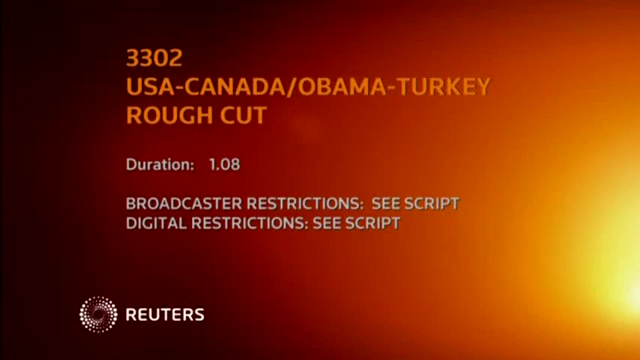 3302
USA-CANADA/OBAMA-TURKEY
ROUGH CUT
Duration: 1.08
BROADCASTER RESTRICTIONS: SEE SCRIPT
DIGITAL RESTRICTIONS: SEE SCRIPT
REUTERS